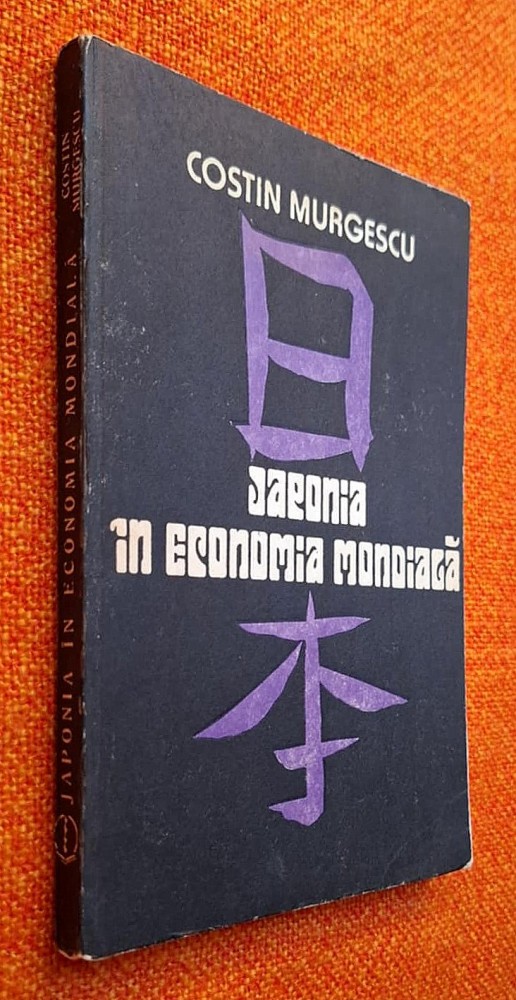 COSTIN MURGESCU
日
JAPONIA
ÎN ECONOMIA MONDIALĂ
本
JAPONIA ÎN ECONOMIA MONDIALĂ
COSTIN
MURGESCU